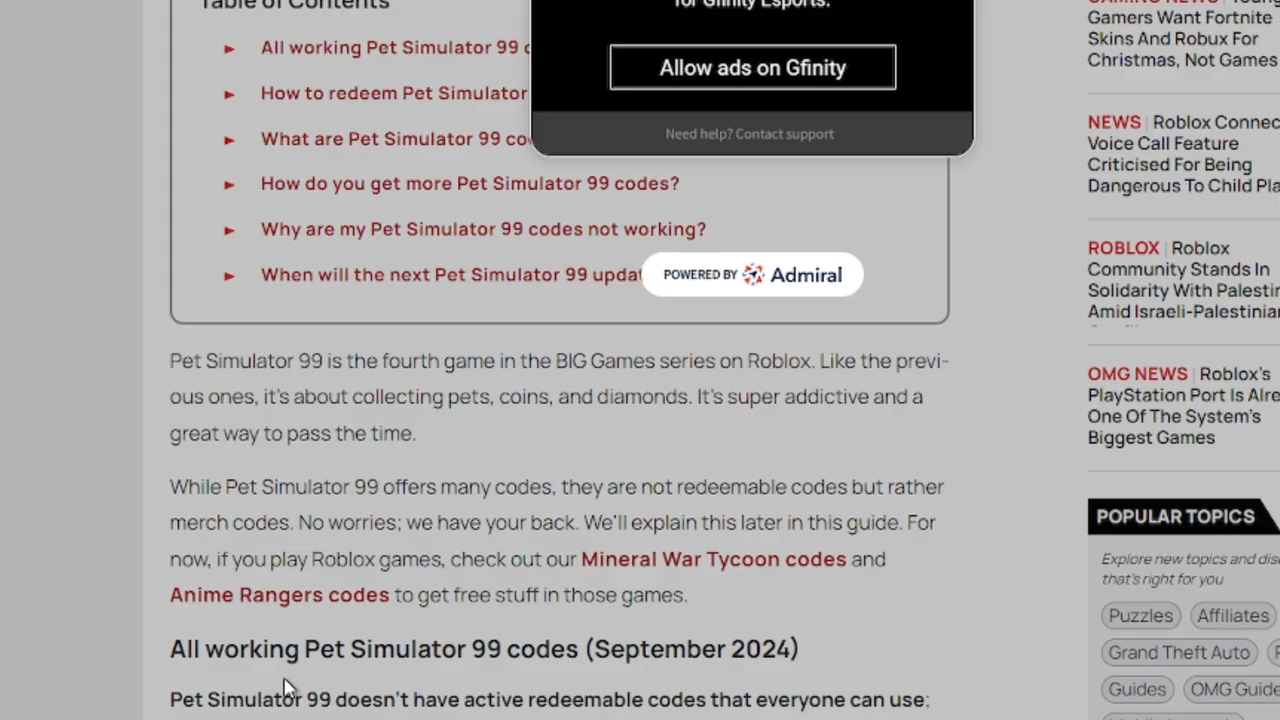 Table of Contents
for Gfinity Esports.
Allow ads on Gfinity
Need help? Contact support
► All working Pet Simulator 99
► How to redeem Pet Simulator
► What are Pet Simulator 99
► How do you get more Pet Simulator 99 codes?
► Why are my Pet Simulator 99 codes not working?
► When will the next Pet Simulator 99
POWERED BY Admiral
Pet Simulator 99 is the fourth game in the BIG Games series on Roblox. Like the previ-
ous ones, it's about collecting pets, coins, and diamonds. It's super addictive and a
great way to pass the time.
While Pet Simulator 99 offers many codes, they are not redeemable codes but rather
merch codes. No worries; we have your back. We'll explain this later in this guide. For
now, if you play Roblox games, check out our Mineral War Tycoon codes and
Anime Rangers codes to get free stuff in those games.
All working Pet Simulator 99 codes (September 2024)
Pet Simulator 99 doesn't have active redeemable codes that everyone can use;
GAMING NEWS | Young
Gamers Want Fortnite
Skins And Robux For
Christmas, Not Games
NEWS | Roblox
Voice Call Feature
Criticised For Being
Dangerous To Child
ROBLOX | Roblox
Community Stands In
Solidarity With
Amid
OMG NEWS | Roblox's
PlayStation Port Is
One Of The System's
Biggest Games
POPULAR TOPICS
Explore new topics and
that's right for you
Puzzles
Affiliates
Grand Theft Auto
Guides
OMG